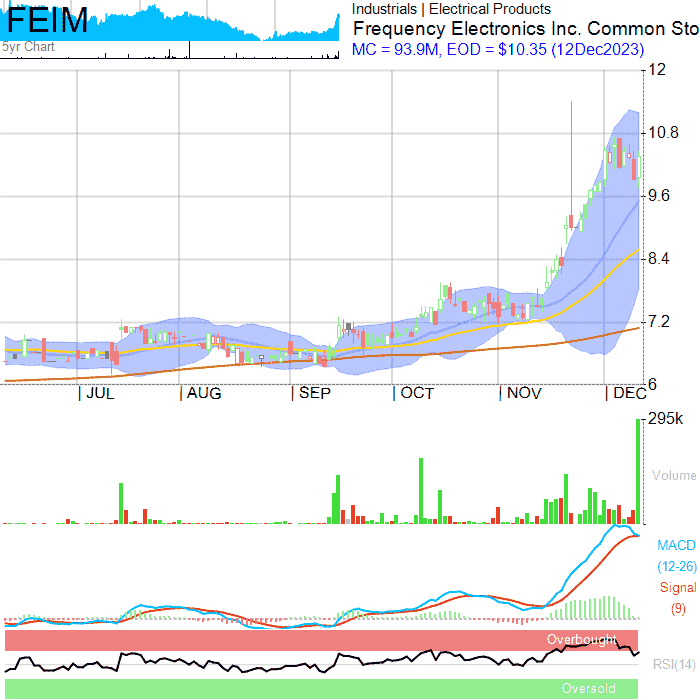 FEIM
5yr Chart
Industrials | Electrical Products
Frequency Electronics Inc. Common Sto
MC = 93.9M, EOD = $10.35 (12Dec2023)
12
10.8
9.6
8.4
7.2
6
| JUL | AUG | SEP | OCT | NOV | DEC
295k
Volume
MACD
(12-26)
Signal
(9)
Overbought
RSI(14)
Oversold